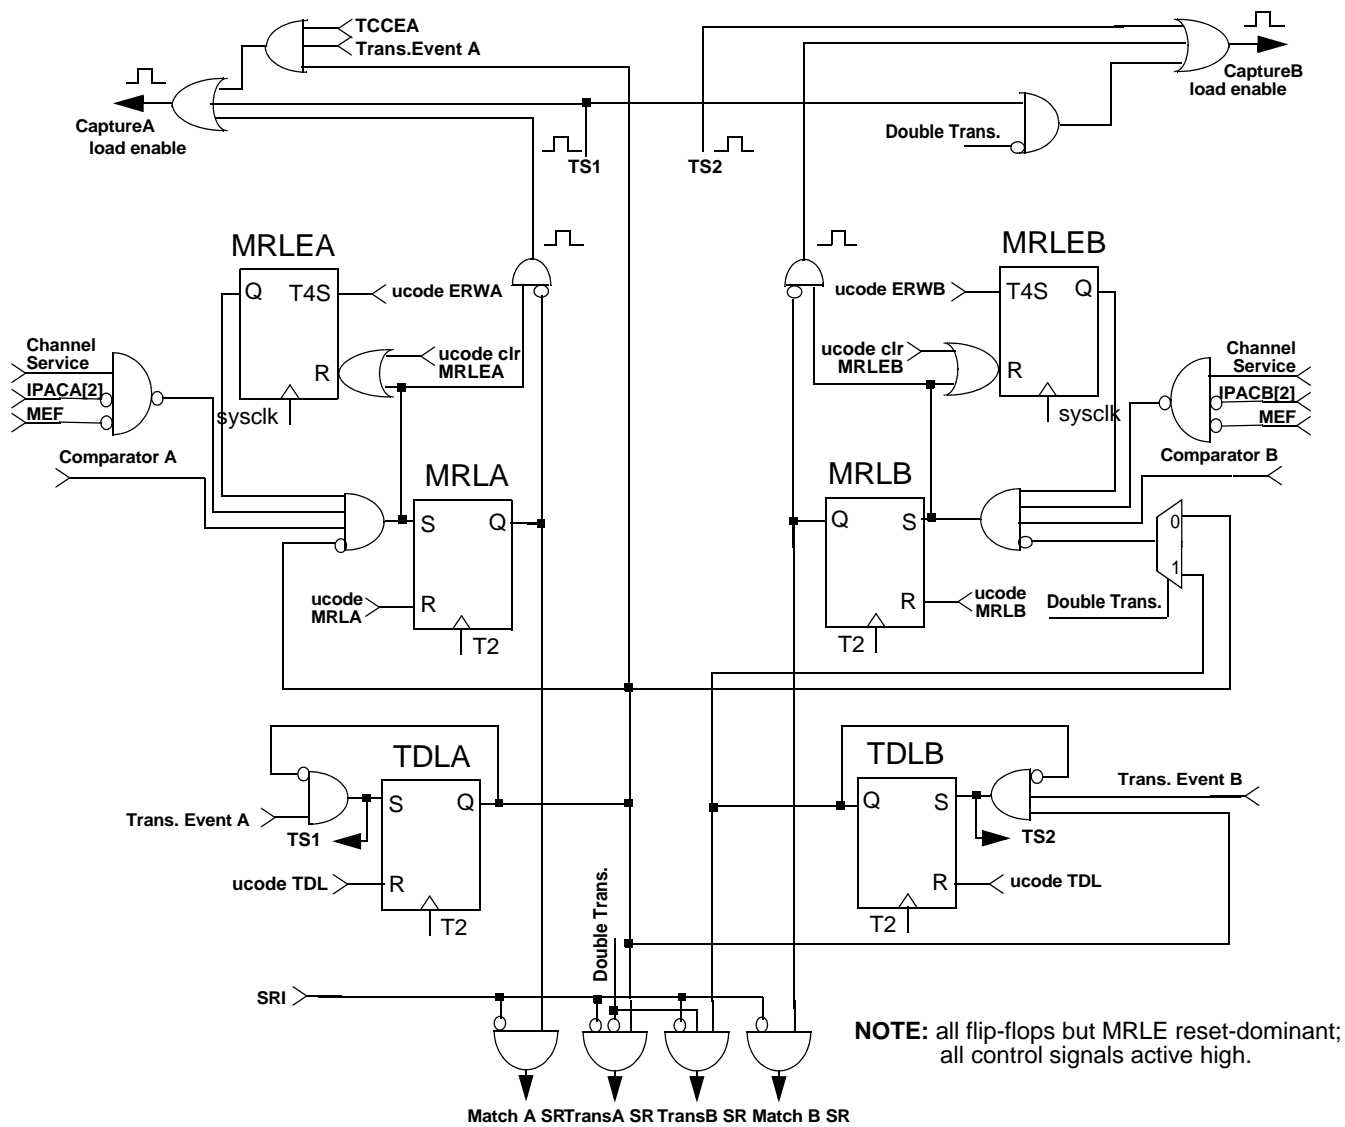 TCCEA
Trans.Event A
CaptureA
load enable
CaptureB
load enable
Double Trans.
TS1
TS2
MRLEA
Q
T4S
R
sysclk
ucode ERWA
ucode clr
MRLEA
MRLEB
ucode ERWB
T4S
Q
R
sysclk
ucode clr
MRLEB
Channel
Service
IPACA[2]
MEF
Comparator A
Channel
Service
IPACB[2]
MEF
Comparator B
MRLA
S
Q
R
T2
ucode
MRLA
MRLB
Q
S
R
T2
ucode
MRLB
0
1
Double Trans.
TDLA
S
Q
R
T2
Trans. Event A
TS1
ucode TDL
TDLB
Q
S
R
T2
Trans. Event B
TS2
ucode TDL
Double Trans.
SRI
NOTE: all flip-flops but MRLE reset-dominant;
all control signals active high.
Match A SR
TransA SR
TransB SR
Match B SR